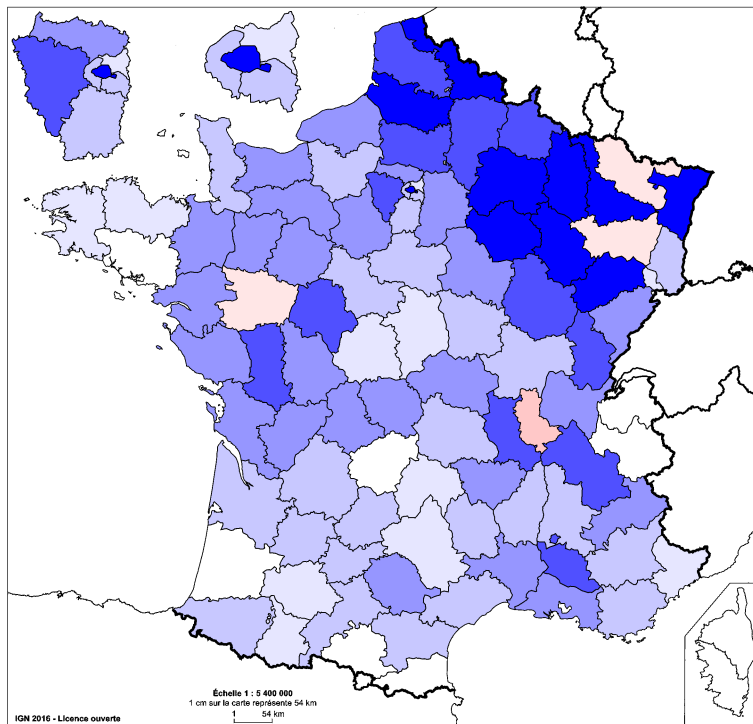 Échelle 1 : 5 400 000
1 cm sur la carte représente 54 km
1 54 km
IGN 2016 - Licence ouverte